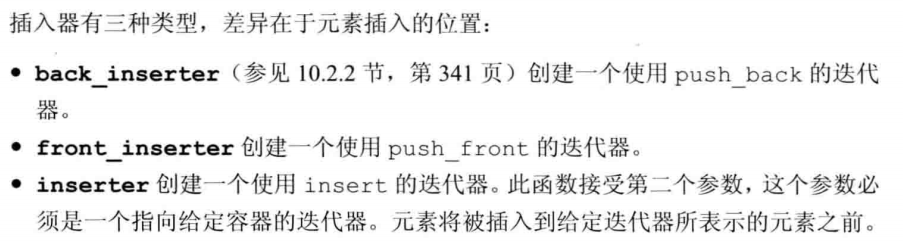 插入器有三种类型，差异在于元素插入的位置：
● back_inserter（参见 10.2.2 节，第 341 页）创建一个使用 push_back 的迭代
器。
● front_inserter 创建一个使用 push_front 的迭代器。
● inserter 创建一个使用 insert 的迭代器。此函数接受第二个参数，这个参数必
须是一个指向给定容器的迭代器。元素将被插入到给定迭代器所表示的元素之前。